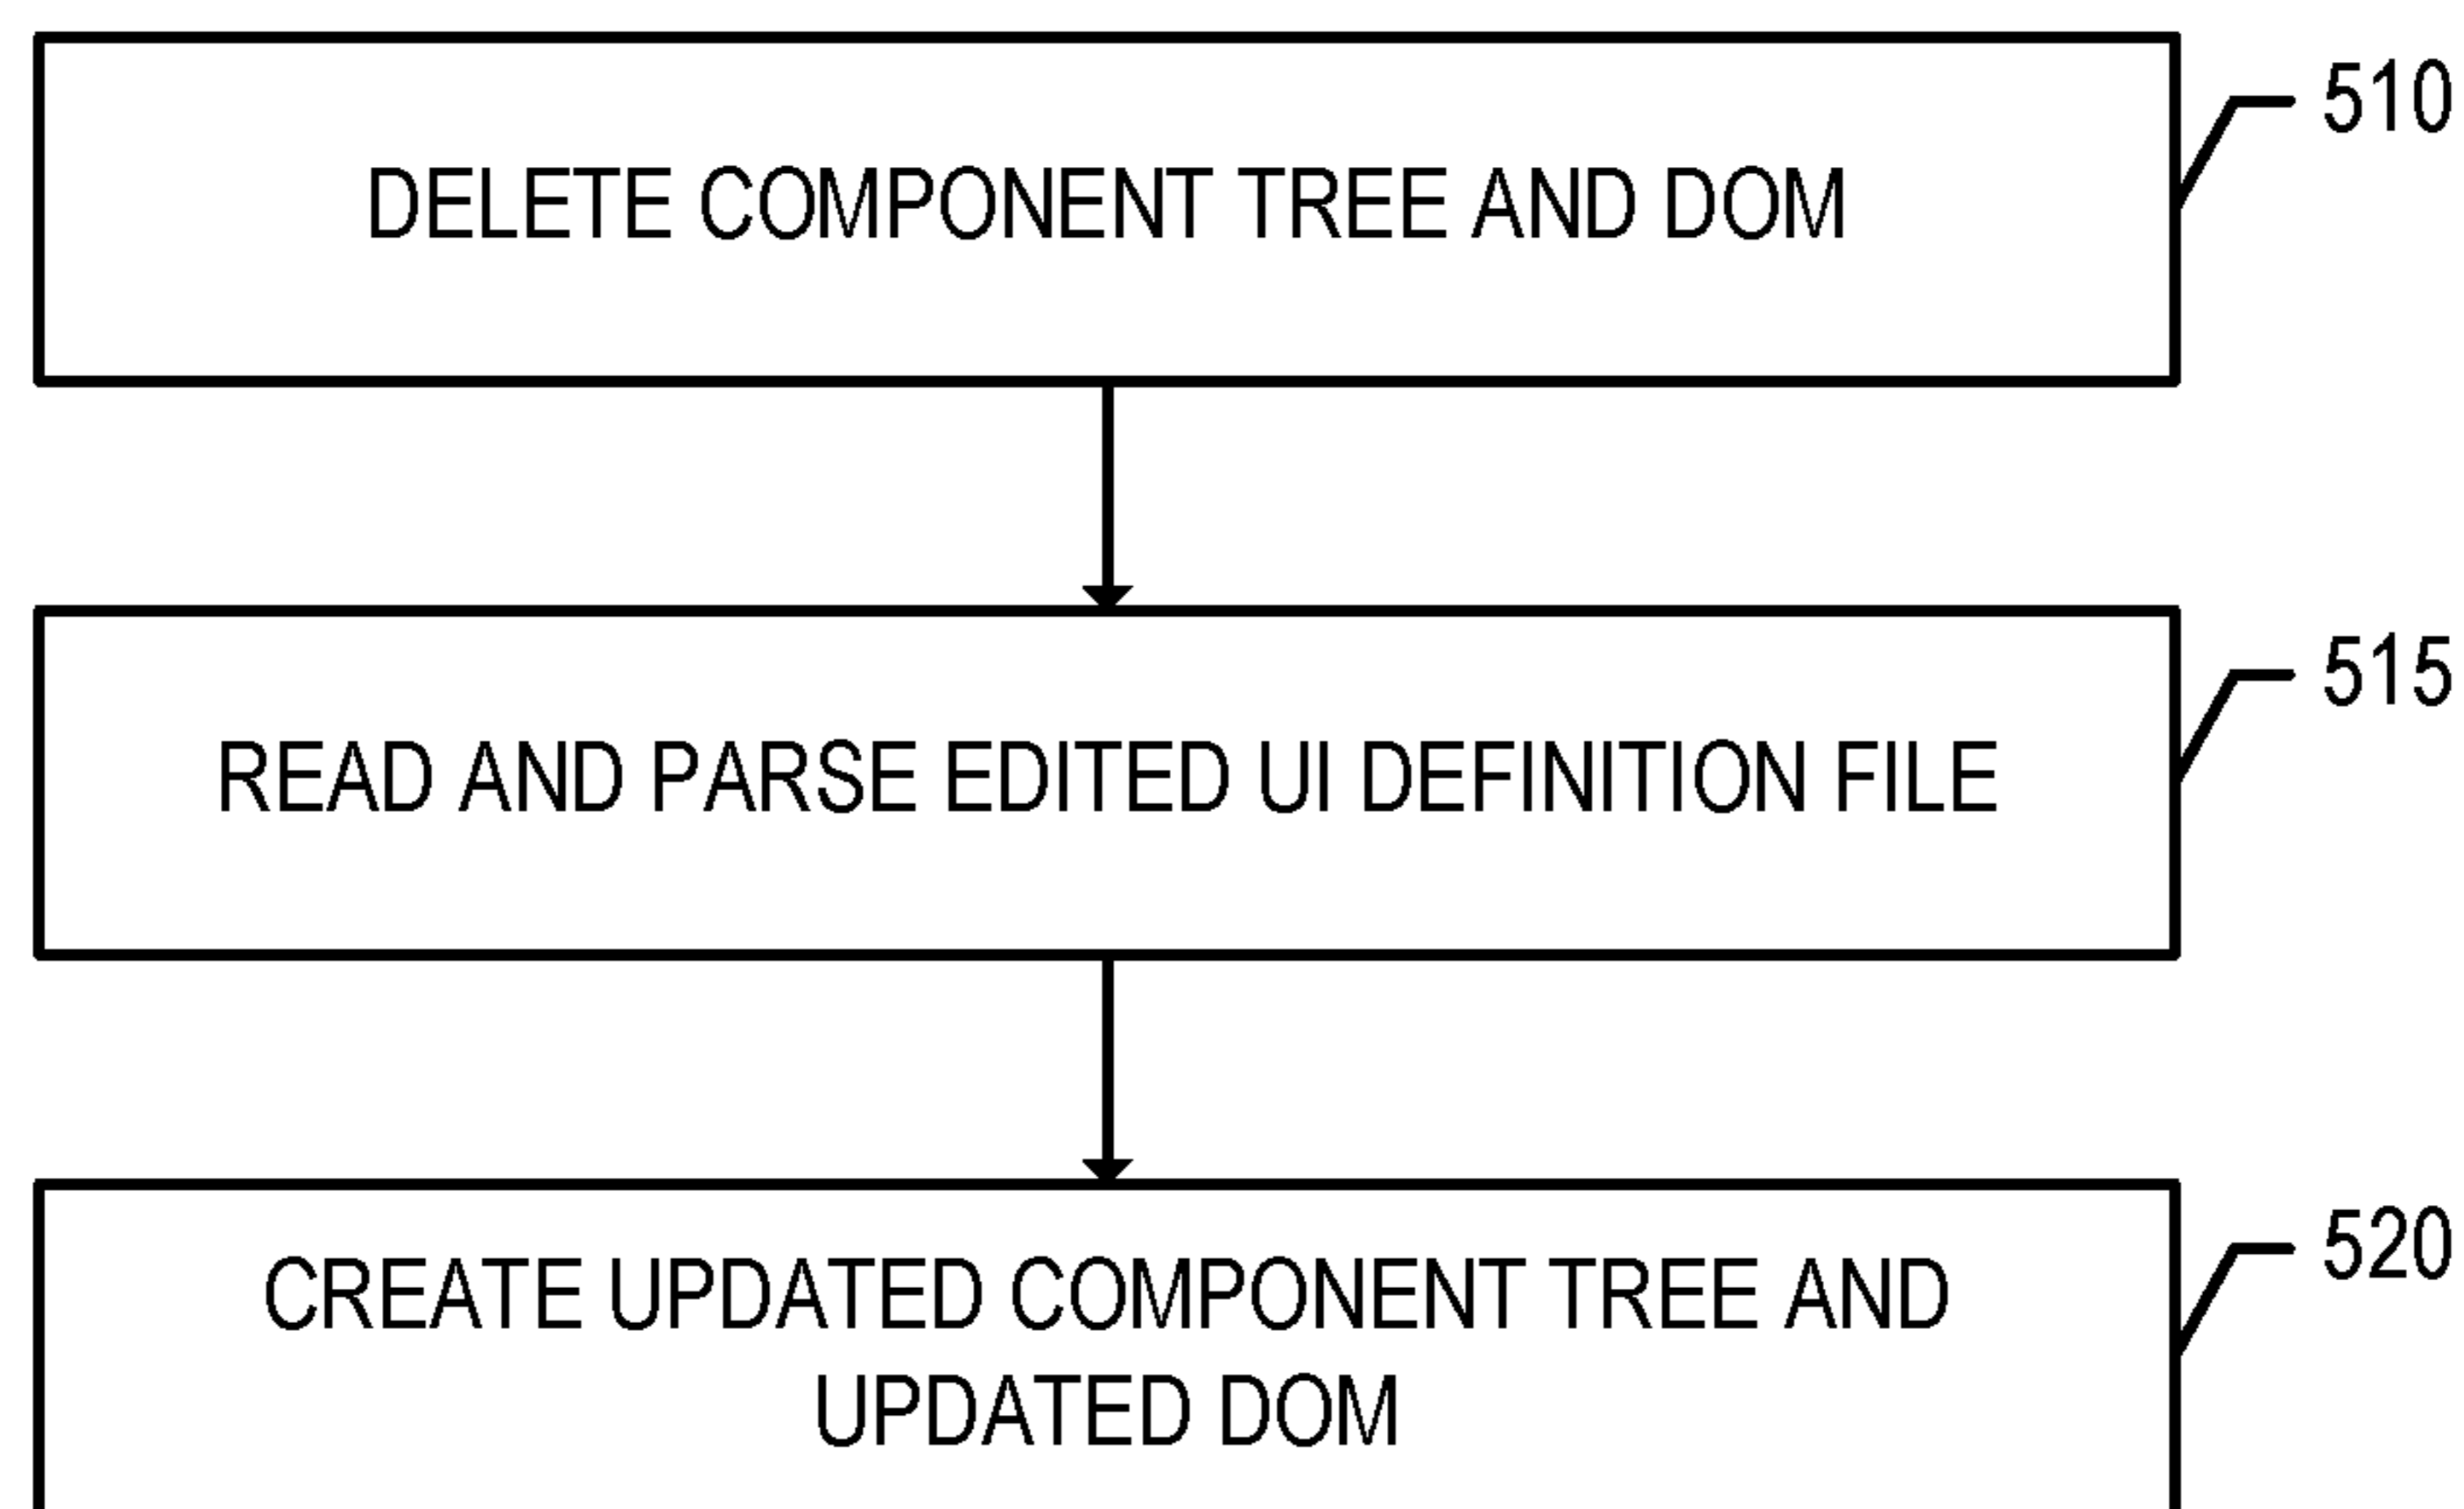 510
DELETE COMPONENT TREE AND DOM
515
READ AND PARSE EDITED UI DEFINITION FILE
520
CREATE UPDATED COMPONENT TREE AND
UPDATED DOM